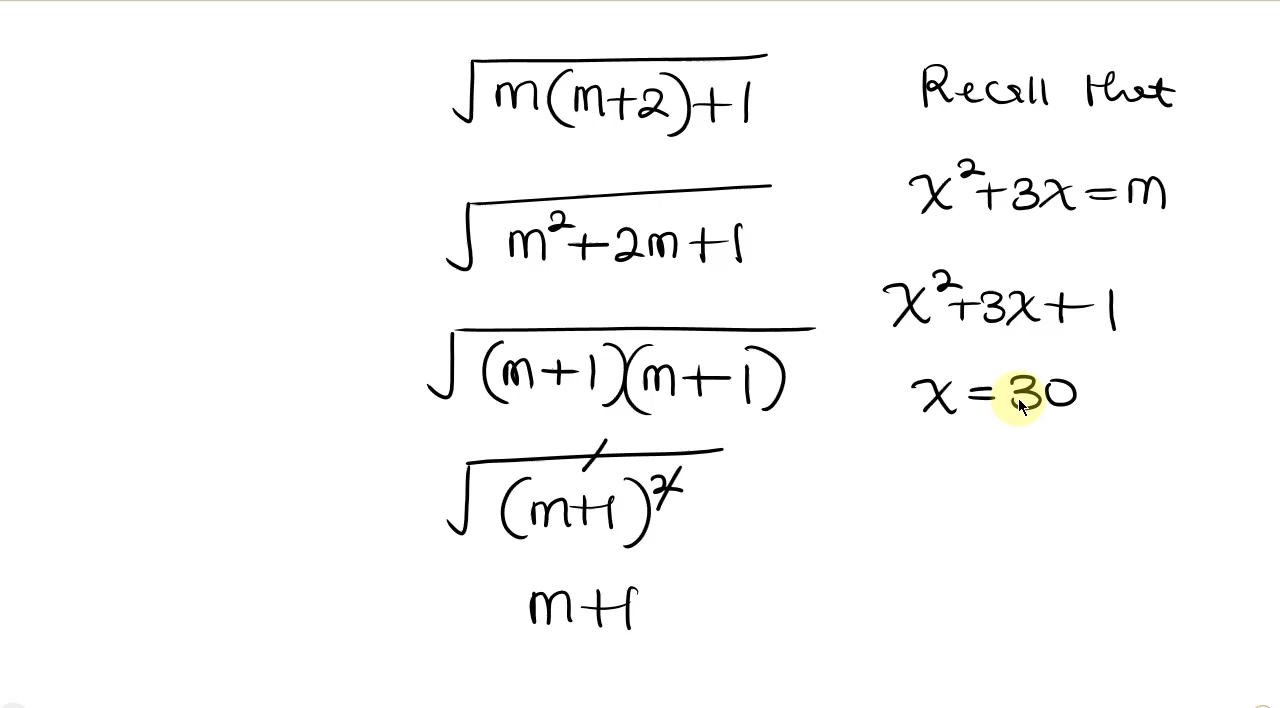 √m(m+2)+1
√m²+2m+1
√(m+1)(m+1)
√(m+1)²
m+1
Recall that
x²+3x=m
x²+3x+1
x=30